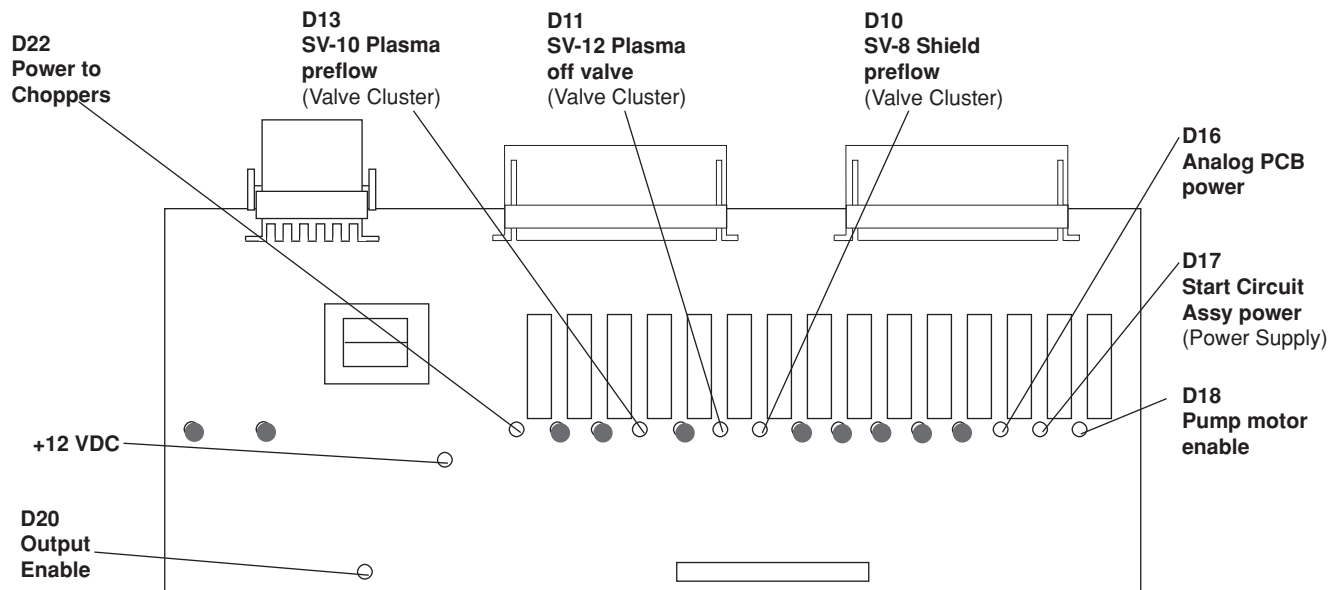 D22
Power to
Choppers
D13
SV-10 Plasma
preflow
(Valve Cluster)
D11
SV-12 Plasma
off valve
(Valve Cluster)
D10
SV-8 Shield
preflow
(Valve Cluster)
D16
Analog PCB
power
D17
Start Circuit
Assy power
(Power Supply)
D18
Pump motor
enable
+12 VDC
D20
Output
Enable